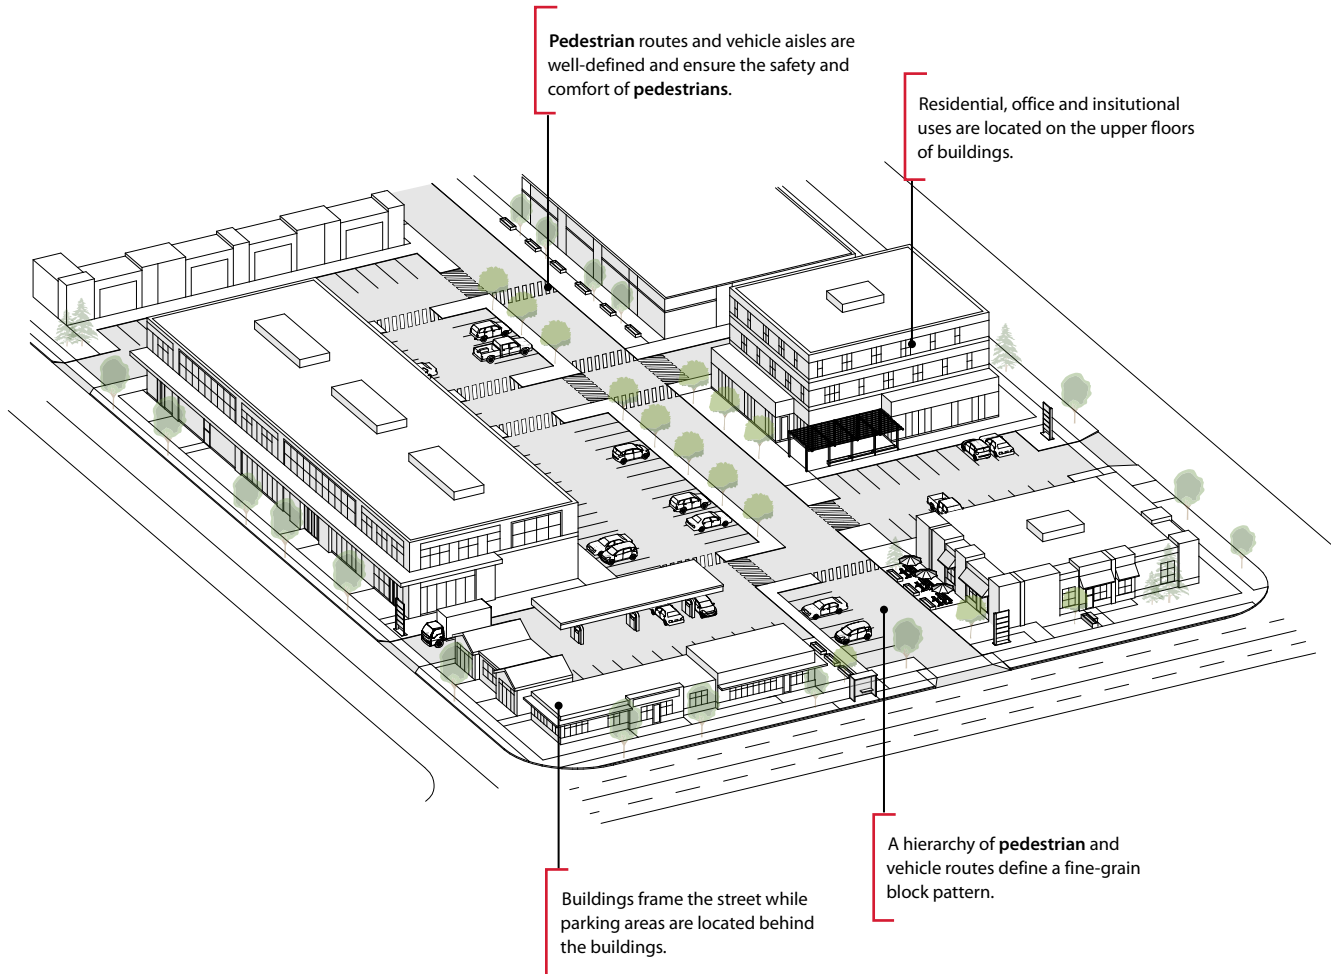 Pedestrian routes and vehicle aisles are
well-defined and ensure the safety and
comfort of pedestrians.
Residential, office and insitutional
uses are located on the upper floors
of buildings.
A hierarchy of pedestrian and
vehicle routes define a fine-grain
block pattern.
Buildings frame the street while
parking areas are located behind
the buildings.